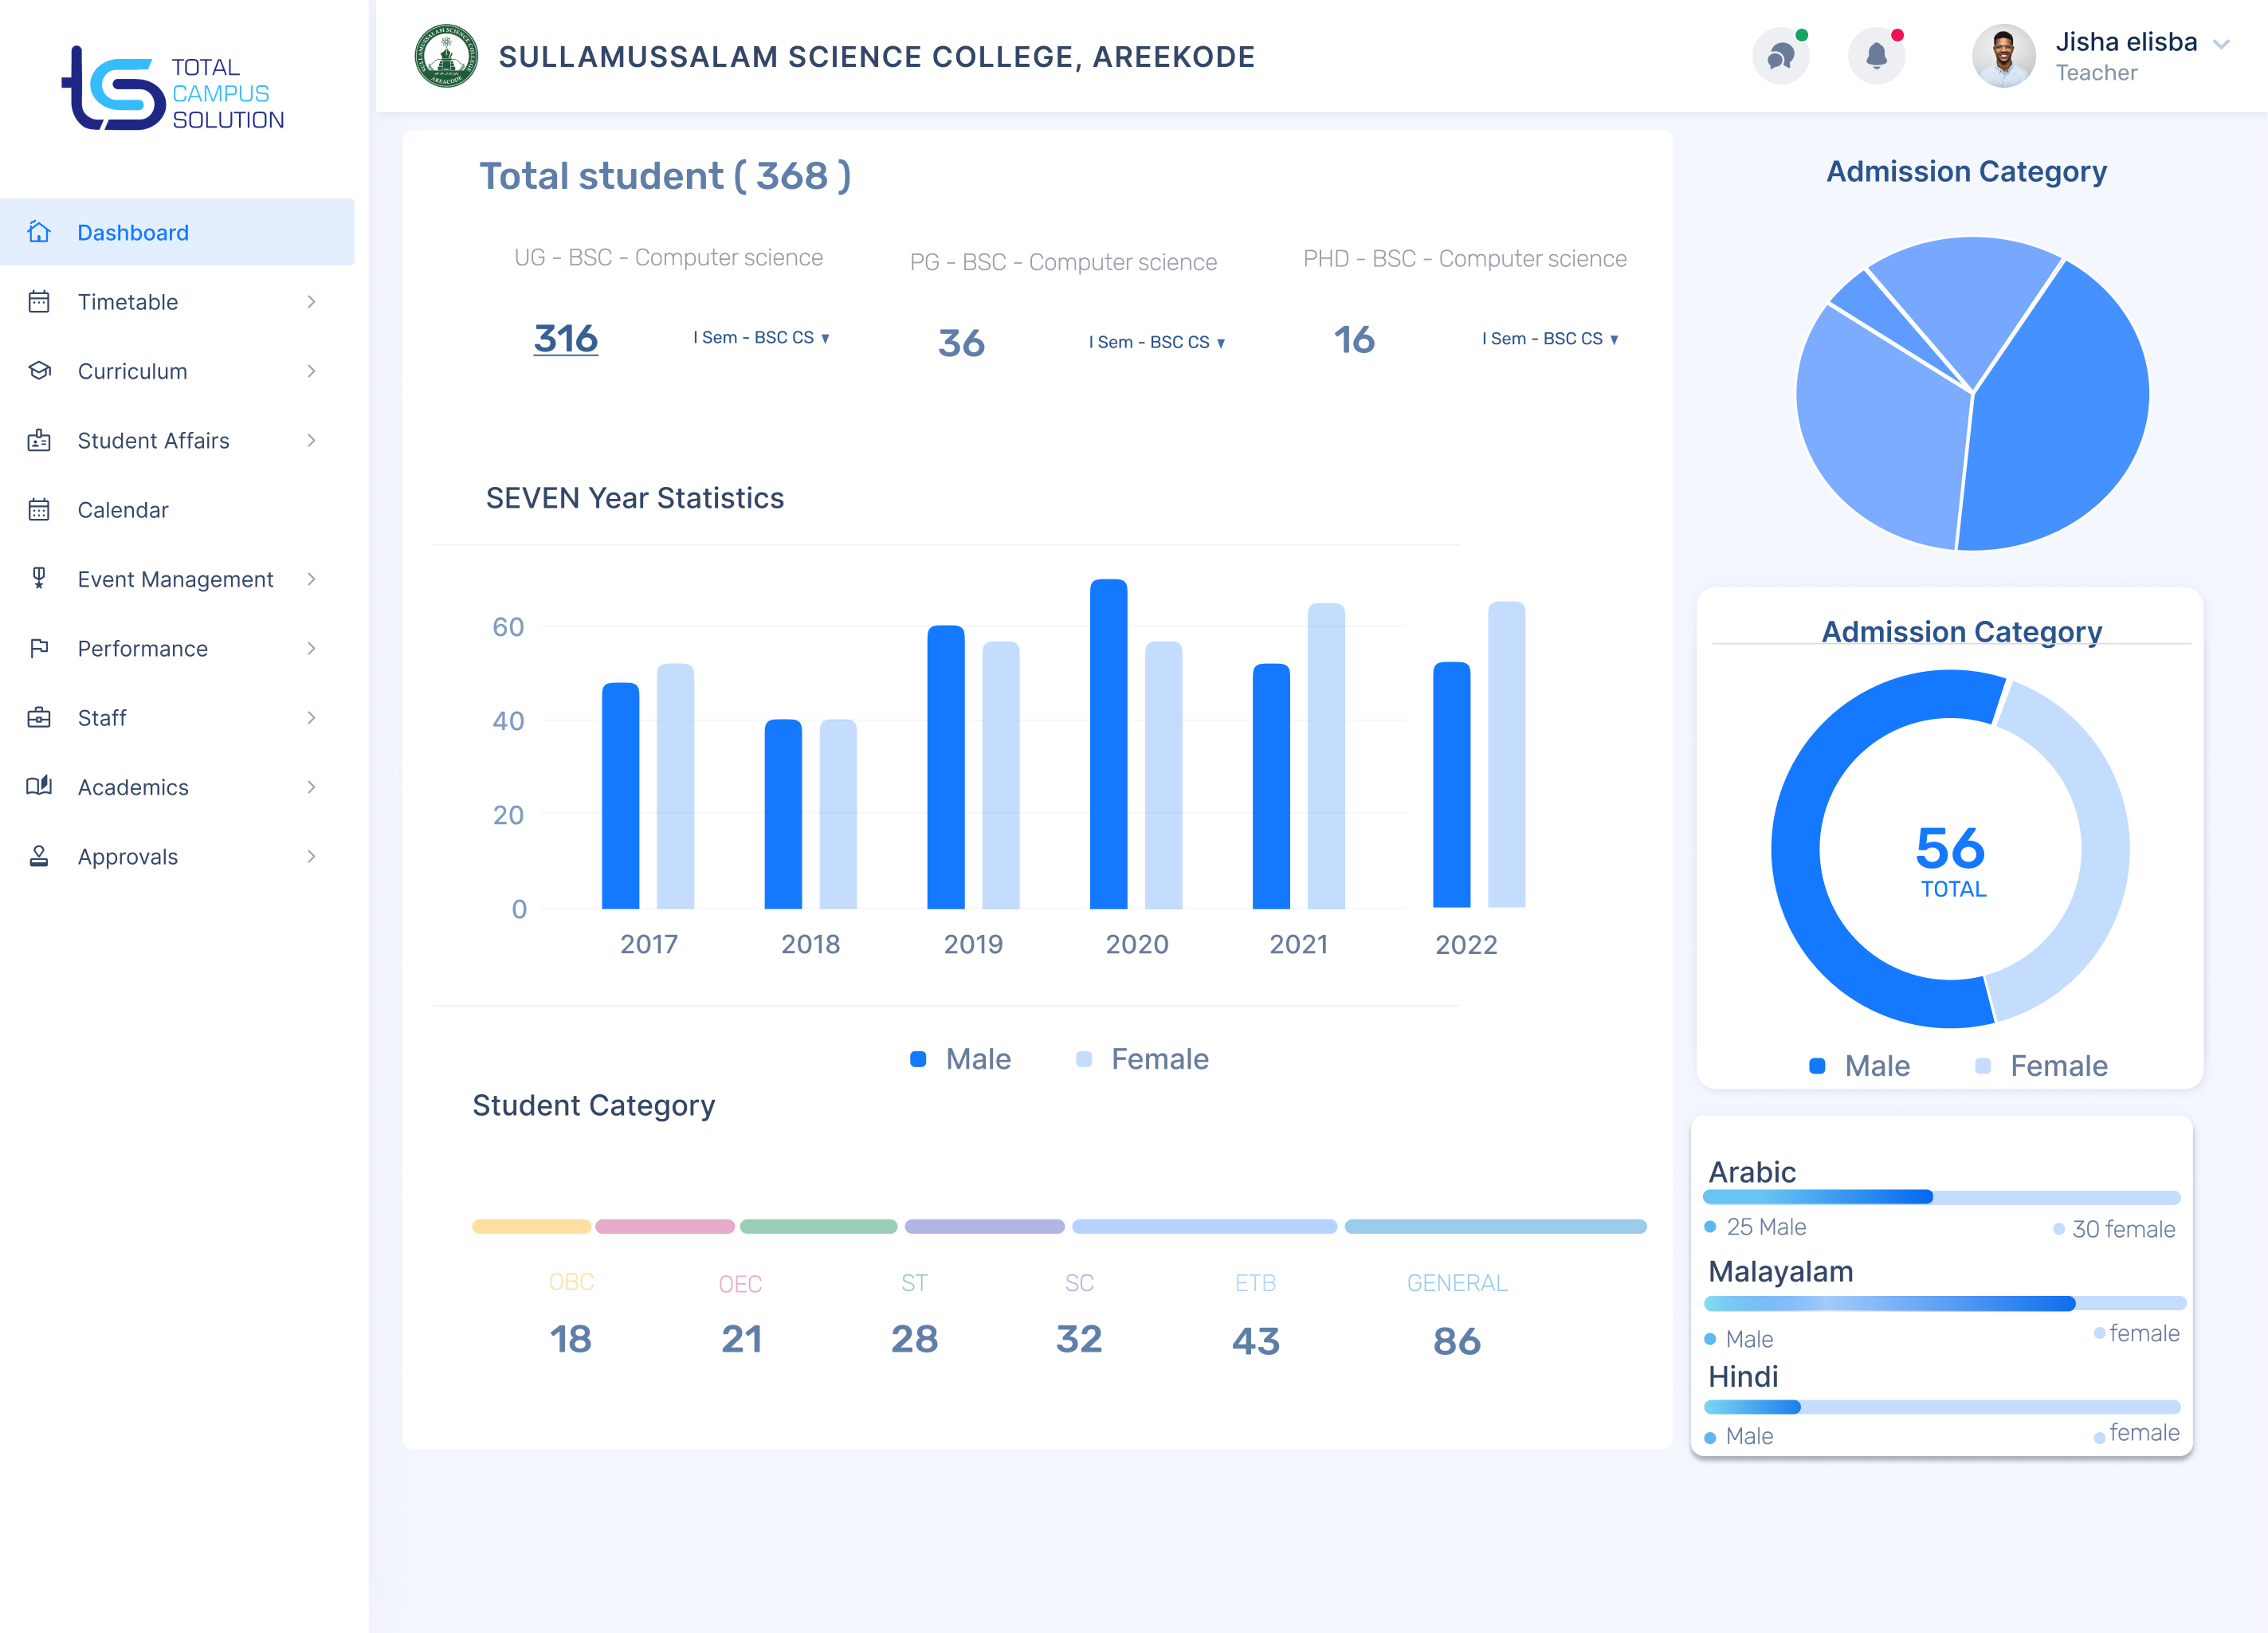 TOTAL
CAMPUS
SOLUTION
Dashboard
Timetable
Curriculum
Student Affairs
Calendar
Event Management
Performance
Staff
Academics
Approvals
SULLAMUSSALAM SCIENCE COLLEGE, AREEKODE
Jisha elisba
Teacher
Total student ( 368 )
UG - BSC - Computer science
316
I Sem - BSC CS ▼
PG - BSC - Computer science
36
I Sem - BSC CS ▼
PHD - BSC - Computer science
16
I Sem - BSC CS ▼
SEVEN Year Statistics
60
40
20
0
2017 2018 2019 2020 2021 2022
Male Female
Student Category
OBC OEC ST SC ETB GENERAL
18 21 28 32 43 86
Admission Category
Admission Category
56
TOTAL
Male Female
Arabic
25 Male 30 female
Malayalam
Male female
Hindi
Male female